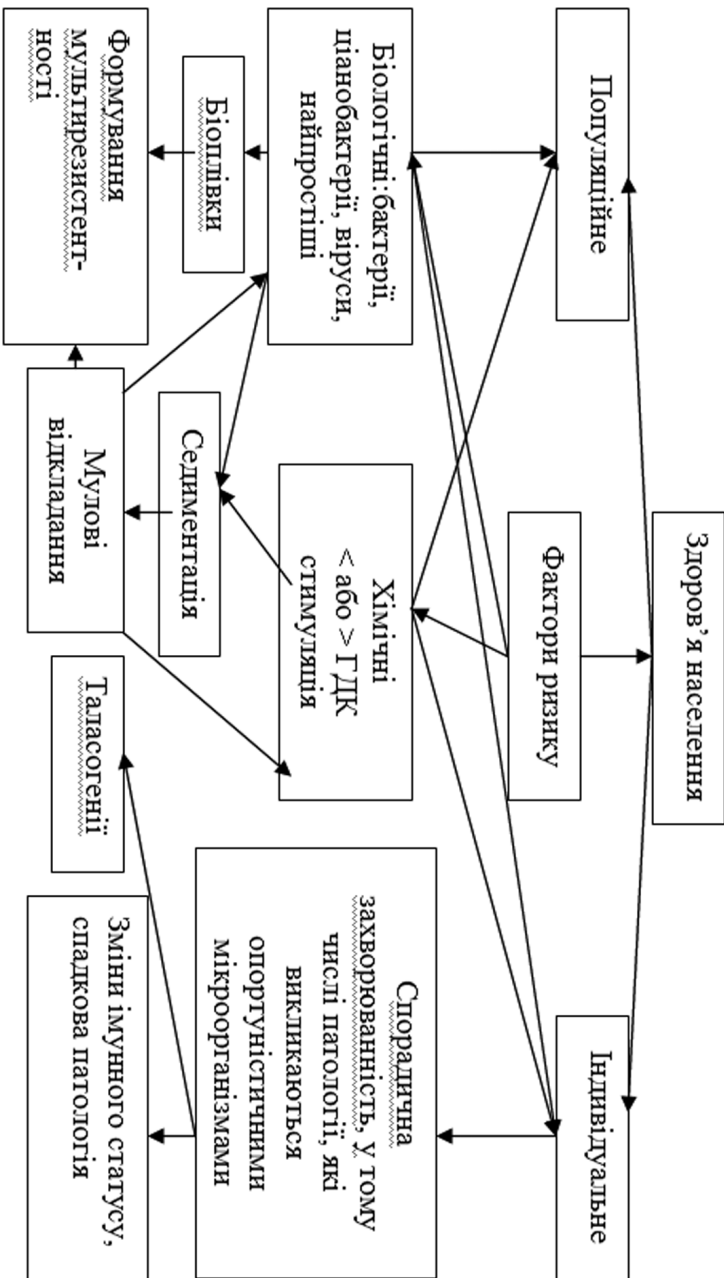 Здоров’я населення
Популяційне
Фактори ризику
Індивідуальне
Біологічні:бактерії,
ціанобактерії, віруси,
найпростіші
Хімічні
< або > ГДК
стимуляція
Спорадична
захворюванність, у тому
числі патології, які
викликаються
опортуністичними
мікроорганізмами
Біоплівки
Седиментація
Формування
мультирезистент-
ності
Мулові
відкладання
Таласогенії
Зміни імунного статусу,
спадкова патологія